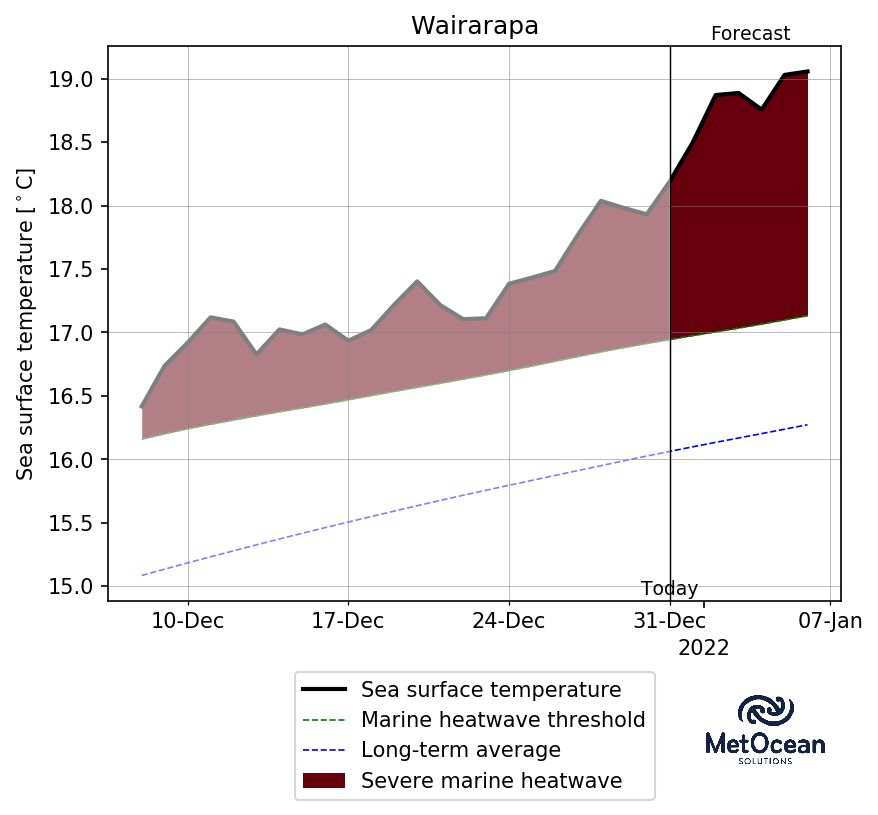 Wairarapa
Forecast
Sea surface temperature [°C]
19.0
18.5
18.0
17.5
17.0
16.5
16.0
15.5
15.0
Today
10-Dec 17-Dec 24-Dec 31-Dec 07-Jan
2022
Sea surface temperature
Marine heatwave threshold
Long-term average
Severe marine heatwave
MetOcean
SOLUTIONS